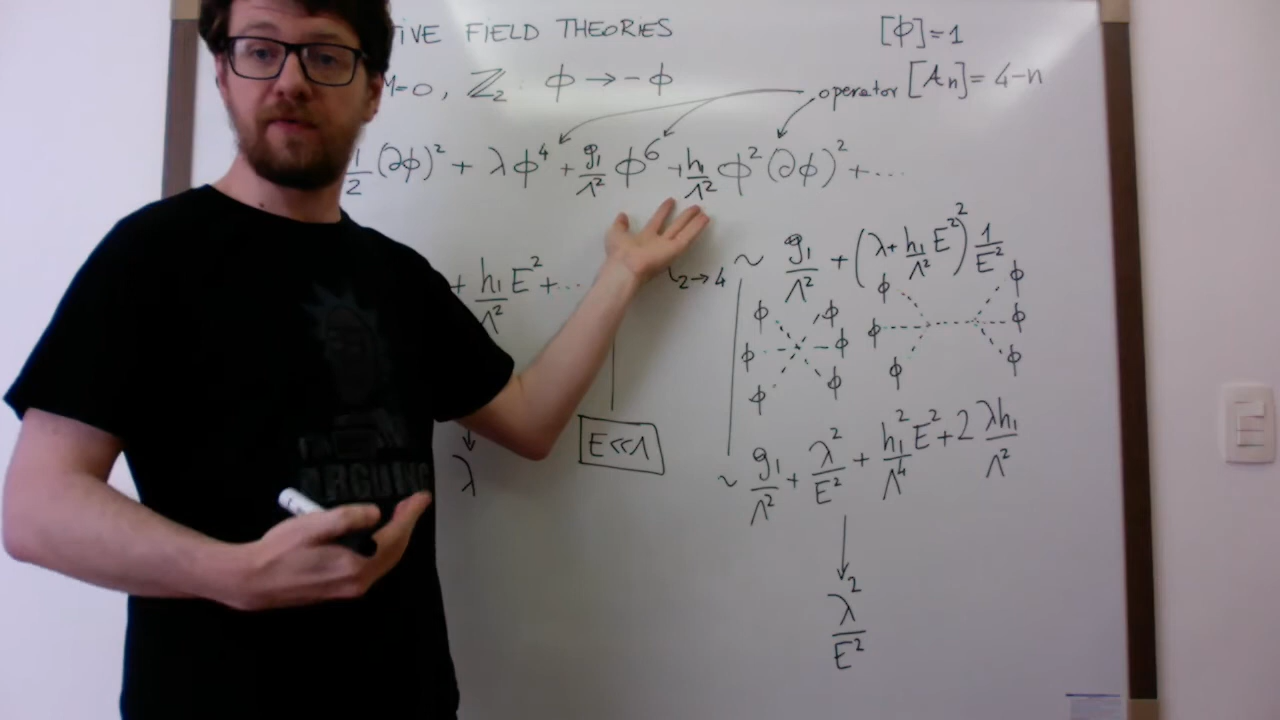 TIVE FIELD THEORIES [ϕ]=1
M=0, ℤ₂ ϕ → -ϕ operator [𝒜ₙ]= 4-n
1/2 (∂ϕ)² + λϕ⁴ + g₁/Λ² ϕ⁶ + h₁/Λ² ϕ²(∂ϕ)² + ...
+ h₁/Λ² E² + ...
2→4 ~ g₁/Λ² + (λ + h₁/Λ² E²)² 1/E²
ϕ ϕ ϕ ϕ
ϕ ϕ ϕ ϕ
ϕ ϕ ϕ ϕ
E<<Λ
λ
~ g₁/Λ² + λ²/E² + h₁²/Λ⁴ E² + 2 λh₁/Λ²
λ²/E²
ARGUING